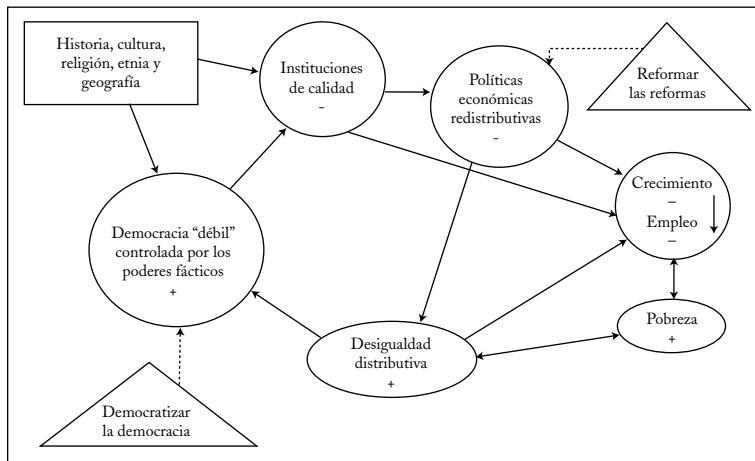 Historia, cultura,
religión, etnia y
geografía
Instituciones
de calidad
-
Políticas
económicas
redistributivas
-
Reformar
las reformas
Crecimiento
–
Empleo
–
Democracia “débil”
controlada por los
poderes fácticos
+
Desigualdad
distributiva
+
Pobreza
+
Democratizar
la democracia